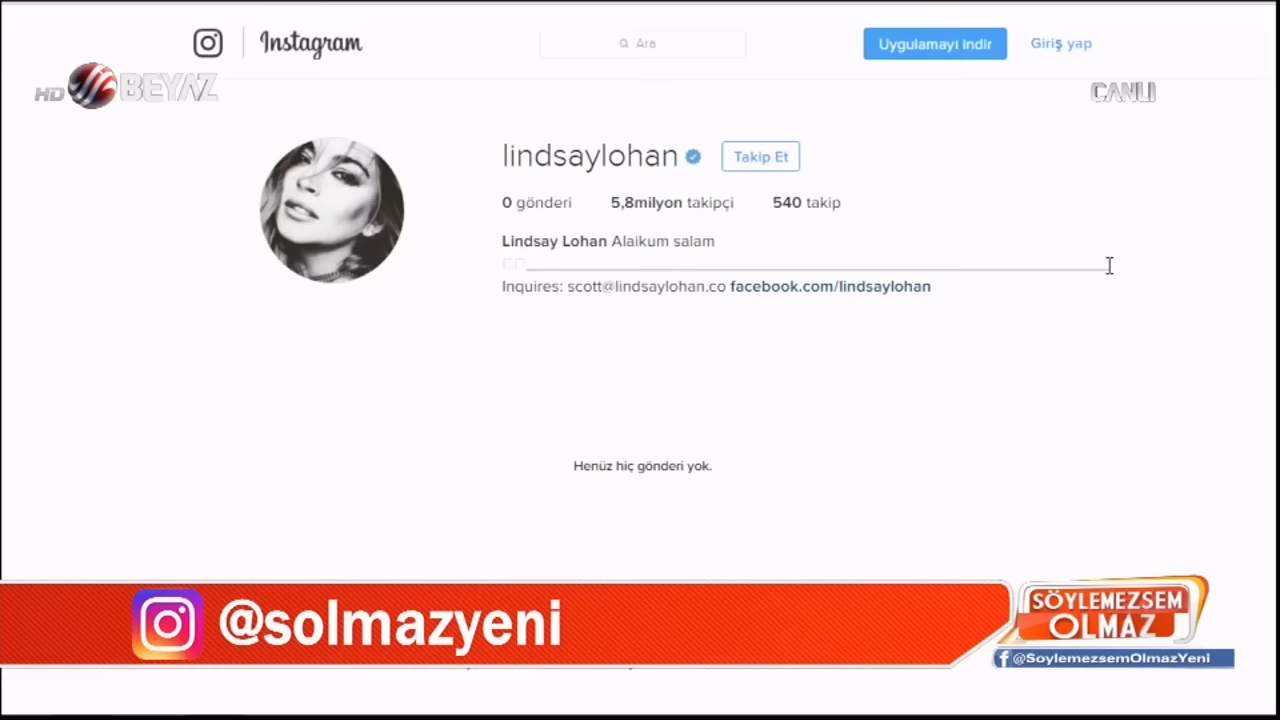 Instagram
Ara
Uygulamayı indir
Giriş yap
HD BEYAZ
CANLI
lindsaylohan
Takip Et
0 gönderi 5,8milyon takipçi 540 takip
Lindsay Lohan Alaikum salam
Inquires: scott@lindsaylohan.co facebook.com/lindsaylohan
Henüz hiç gönderi yok.
@solmazyeni
SÖYLEMEZSEM
OLMAZ
f @SoylemezsemOlmazYeni